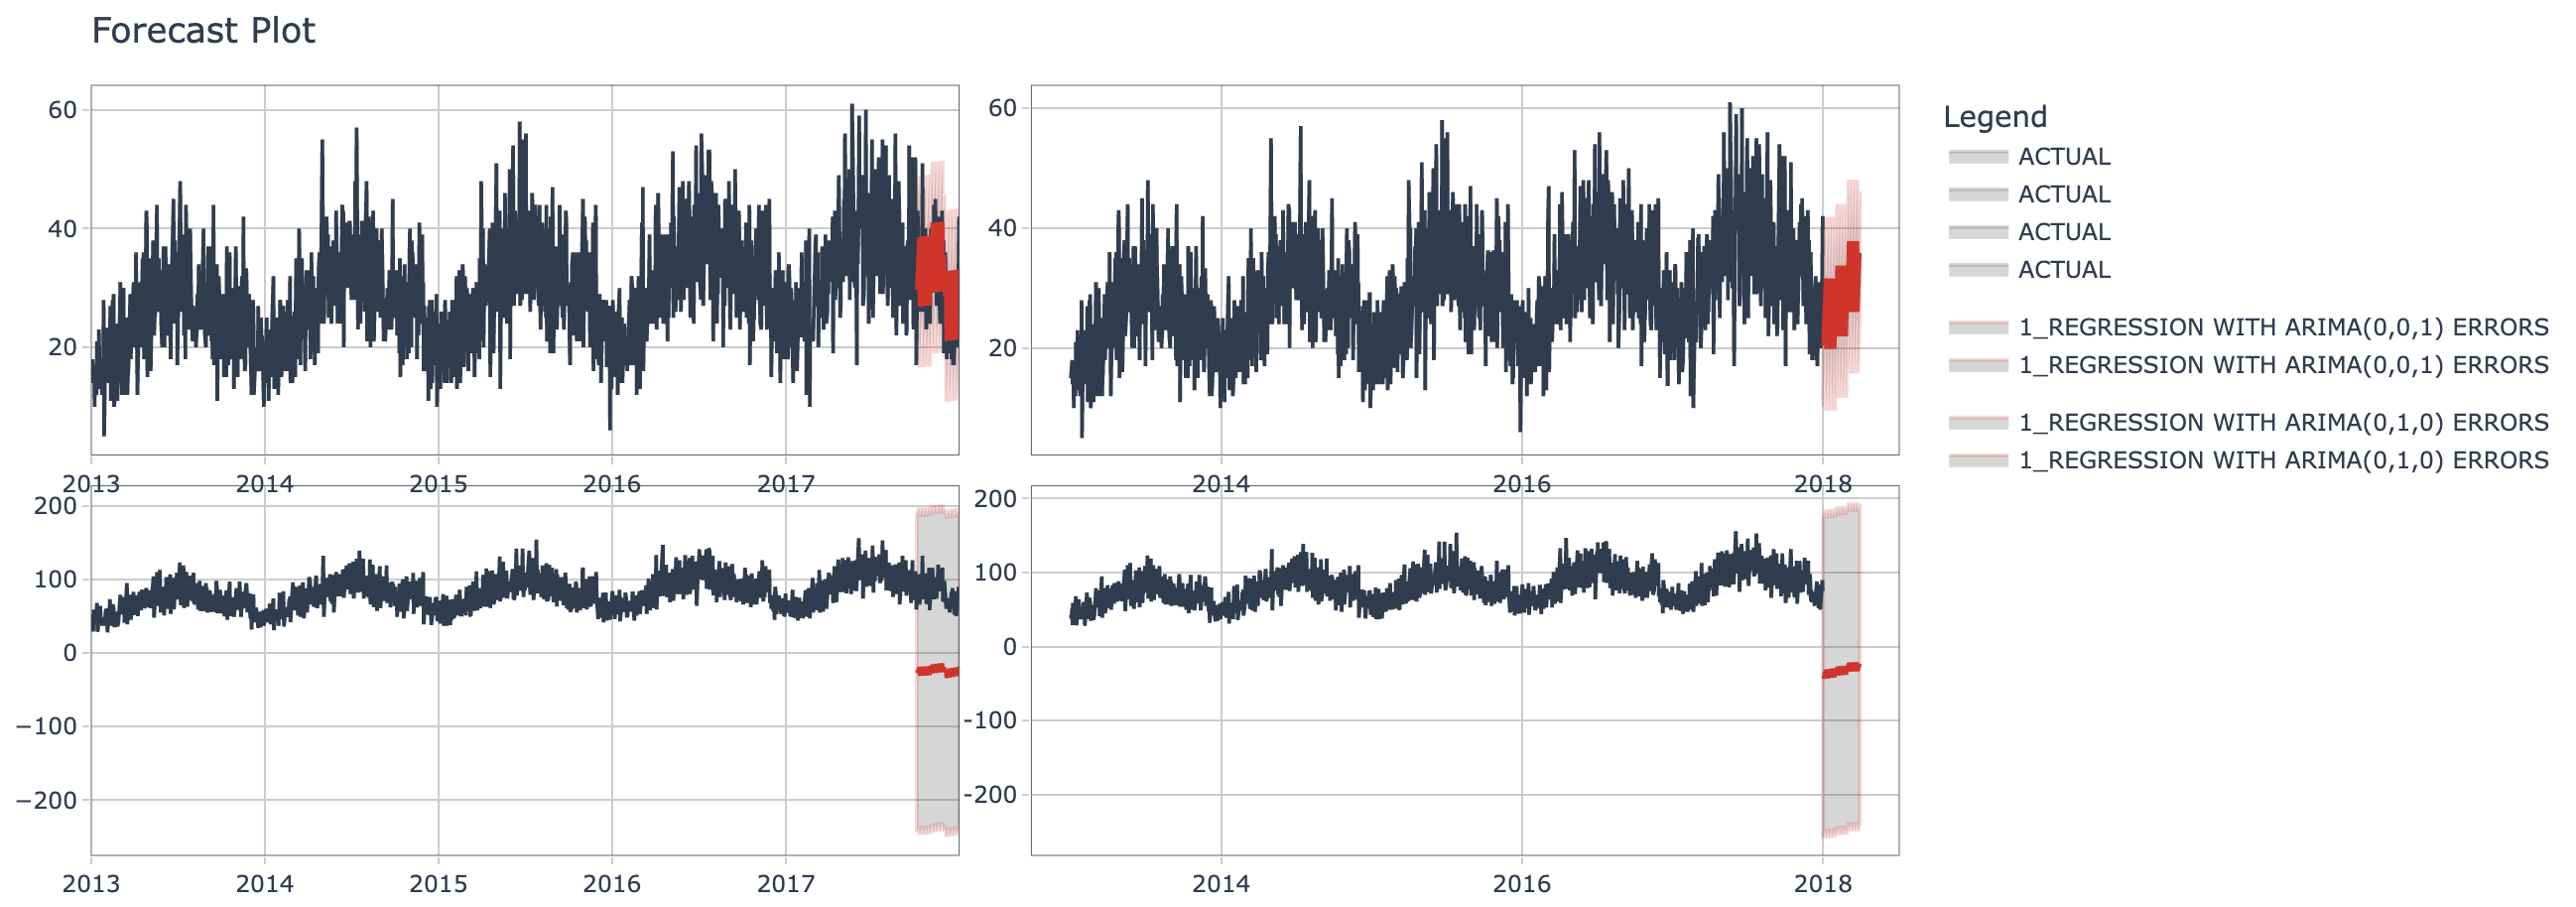 Forecast Plot
60
40
20
2013 2014 2015 2016 2017
60
40
20
2014 2016 2018
200
100
0
−100
−200
2013 2014 2015 2016 2017
200
100
0
-100
-200
2014 2016 2018
Legend
ACTUAL
ACTUAL
ACTUAL
ACTUAL
1_REGRESSION WITH ARIMA(0,0,1) ERRORS
1_REGRESSION WITH ARIMA(0,0,1) ERRORS
1_REGRESSION WITH ARIMA(0,1,0) ERRORS
1_REGRESSION WITH ARIMA(0,1,0) ERRORS